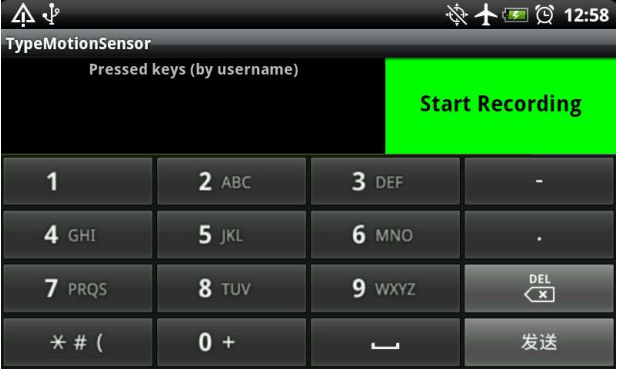 12:58
TypeMotionSensor
Pressed keys (by username)
Start Recording
1
2 ABC
3 DEF
-
4 GHI
5 JKL
6 MNO
.
7 PRQS
8 TUV
9 WXYZ
DEL
* # (
0 +
发送